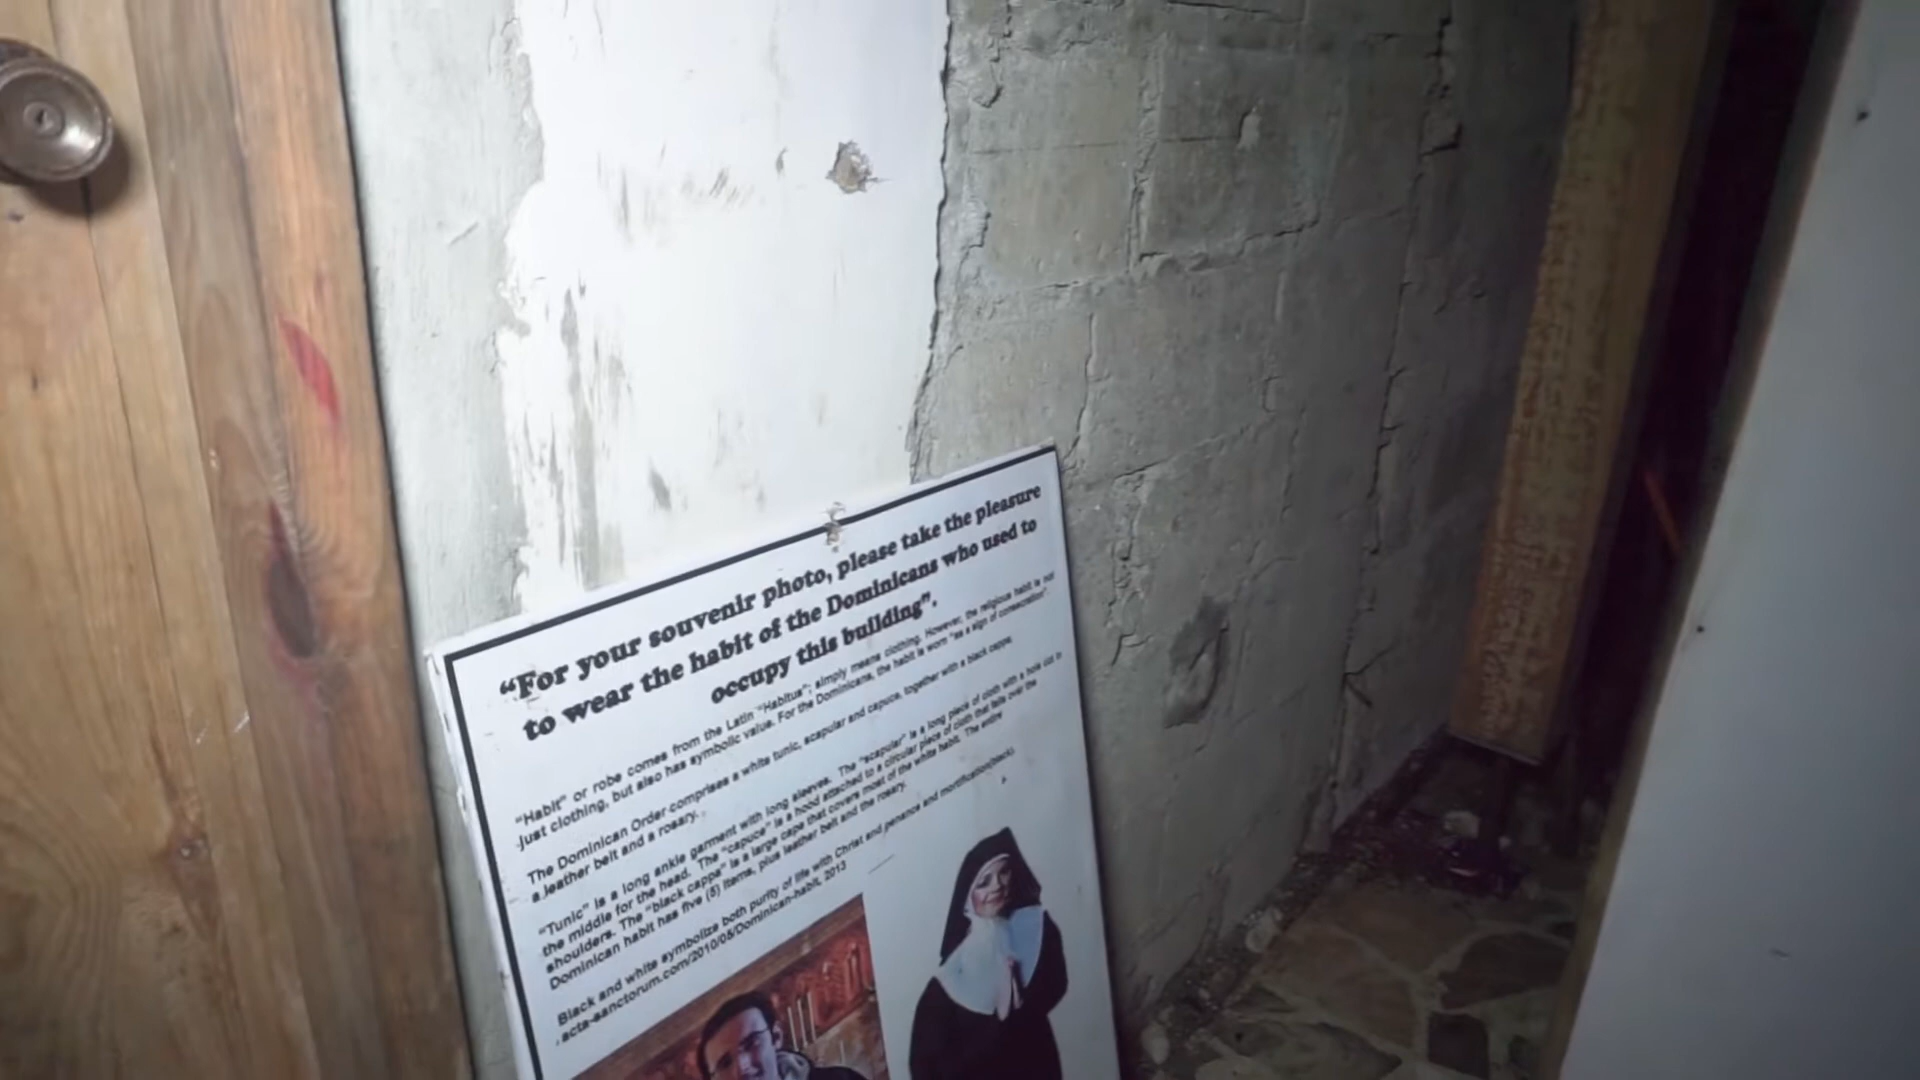 “For your souvenir photo, please take the pleasure
to wear the habit of the Dominicans who used to
occupy this building”.
“Habit” or robe comes from the Latin “Habitus”; simply means clothing. However, the religious habit is not
just clothing, but also has symbolic value. For the Dominicans, the habit is worn “as a sign of consecration”.
The Dominican Order comprises a white tunic, scapular and capuce, together with a black cappa,
a leather belt and a rosary.
“Tunic” is a long ankle garment with long sleeves. The “scapular” is a long piece of cloth with a hole cut in
the middle for the head. The “capuce” is a hood attached to a circular piece of cloth that falls over the
shoulders. The “black cappa” is a large cape that covers most of the white habit. The entire
Dominican habit has five (5) items, plus leather belt and the rosary.
Black and white symbolize both purity of life with Christ and penance and mortification(black).
acta-sanctorum.com/2010/05/Dominican-habit, 2013